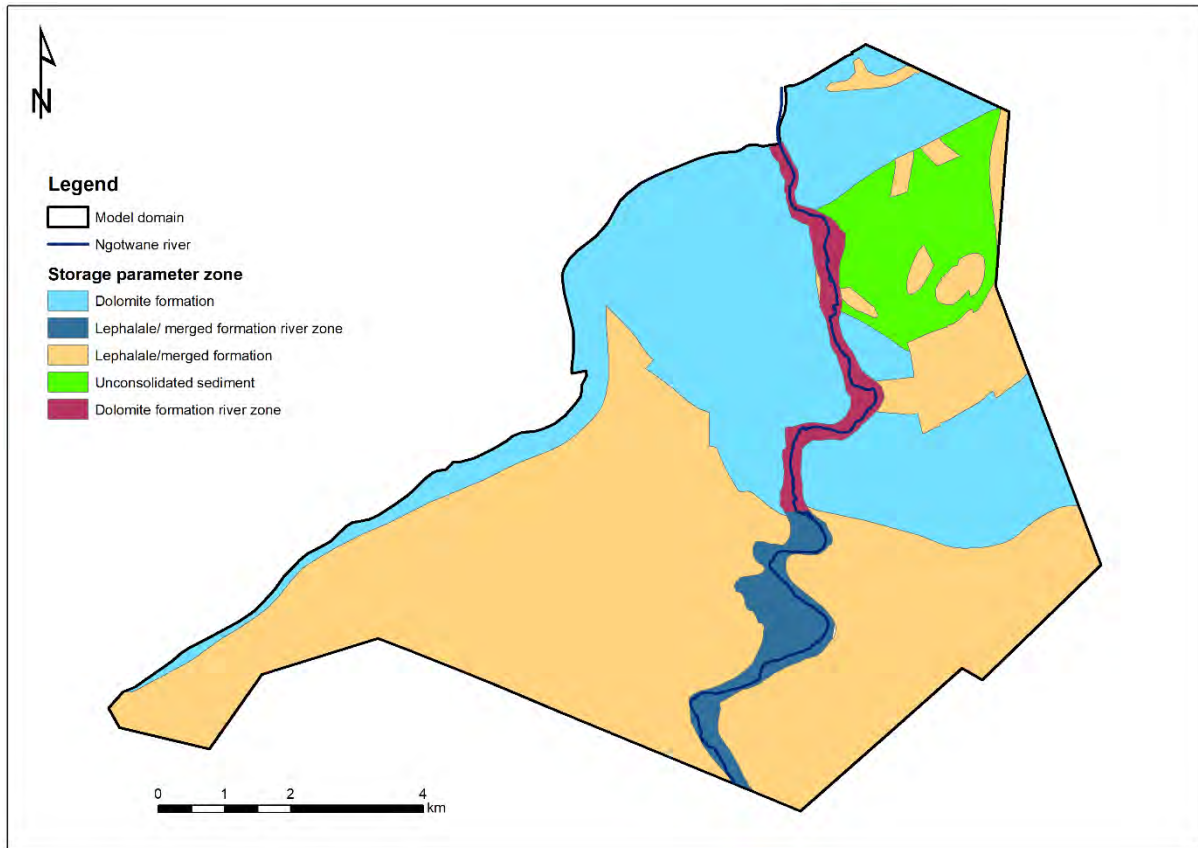 N
Legend
Model domain
Ngotwane river
Storage parameter zone
Dolomite formation
Lephalale/ merged formation river zone
Lephalale/merged formation
Unconsolidated sediment
Dolomite formation river zone
0 1 2 4
km